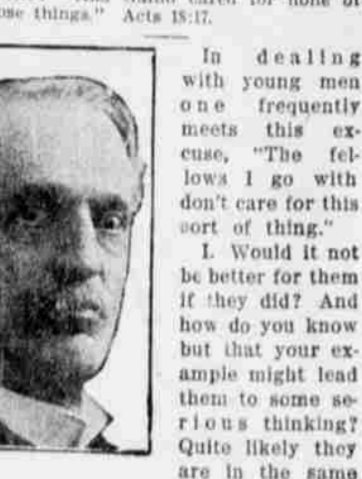 those things." Acts 18:17.
In dealing
with young men
one frequently
meets this ex-
cuse, "The fel-
lows I go with
don't care for this
sort of thing."
I. Would it not
be better for them
if they did? And
how do you know
but that your ex-
ample might lead
them to some se-
rious thinking?
Quite likely they
are in the same